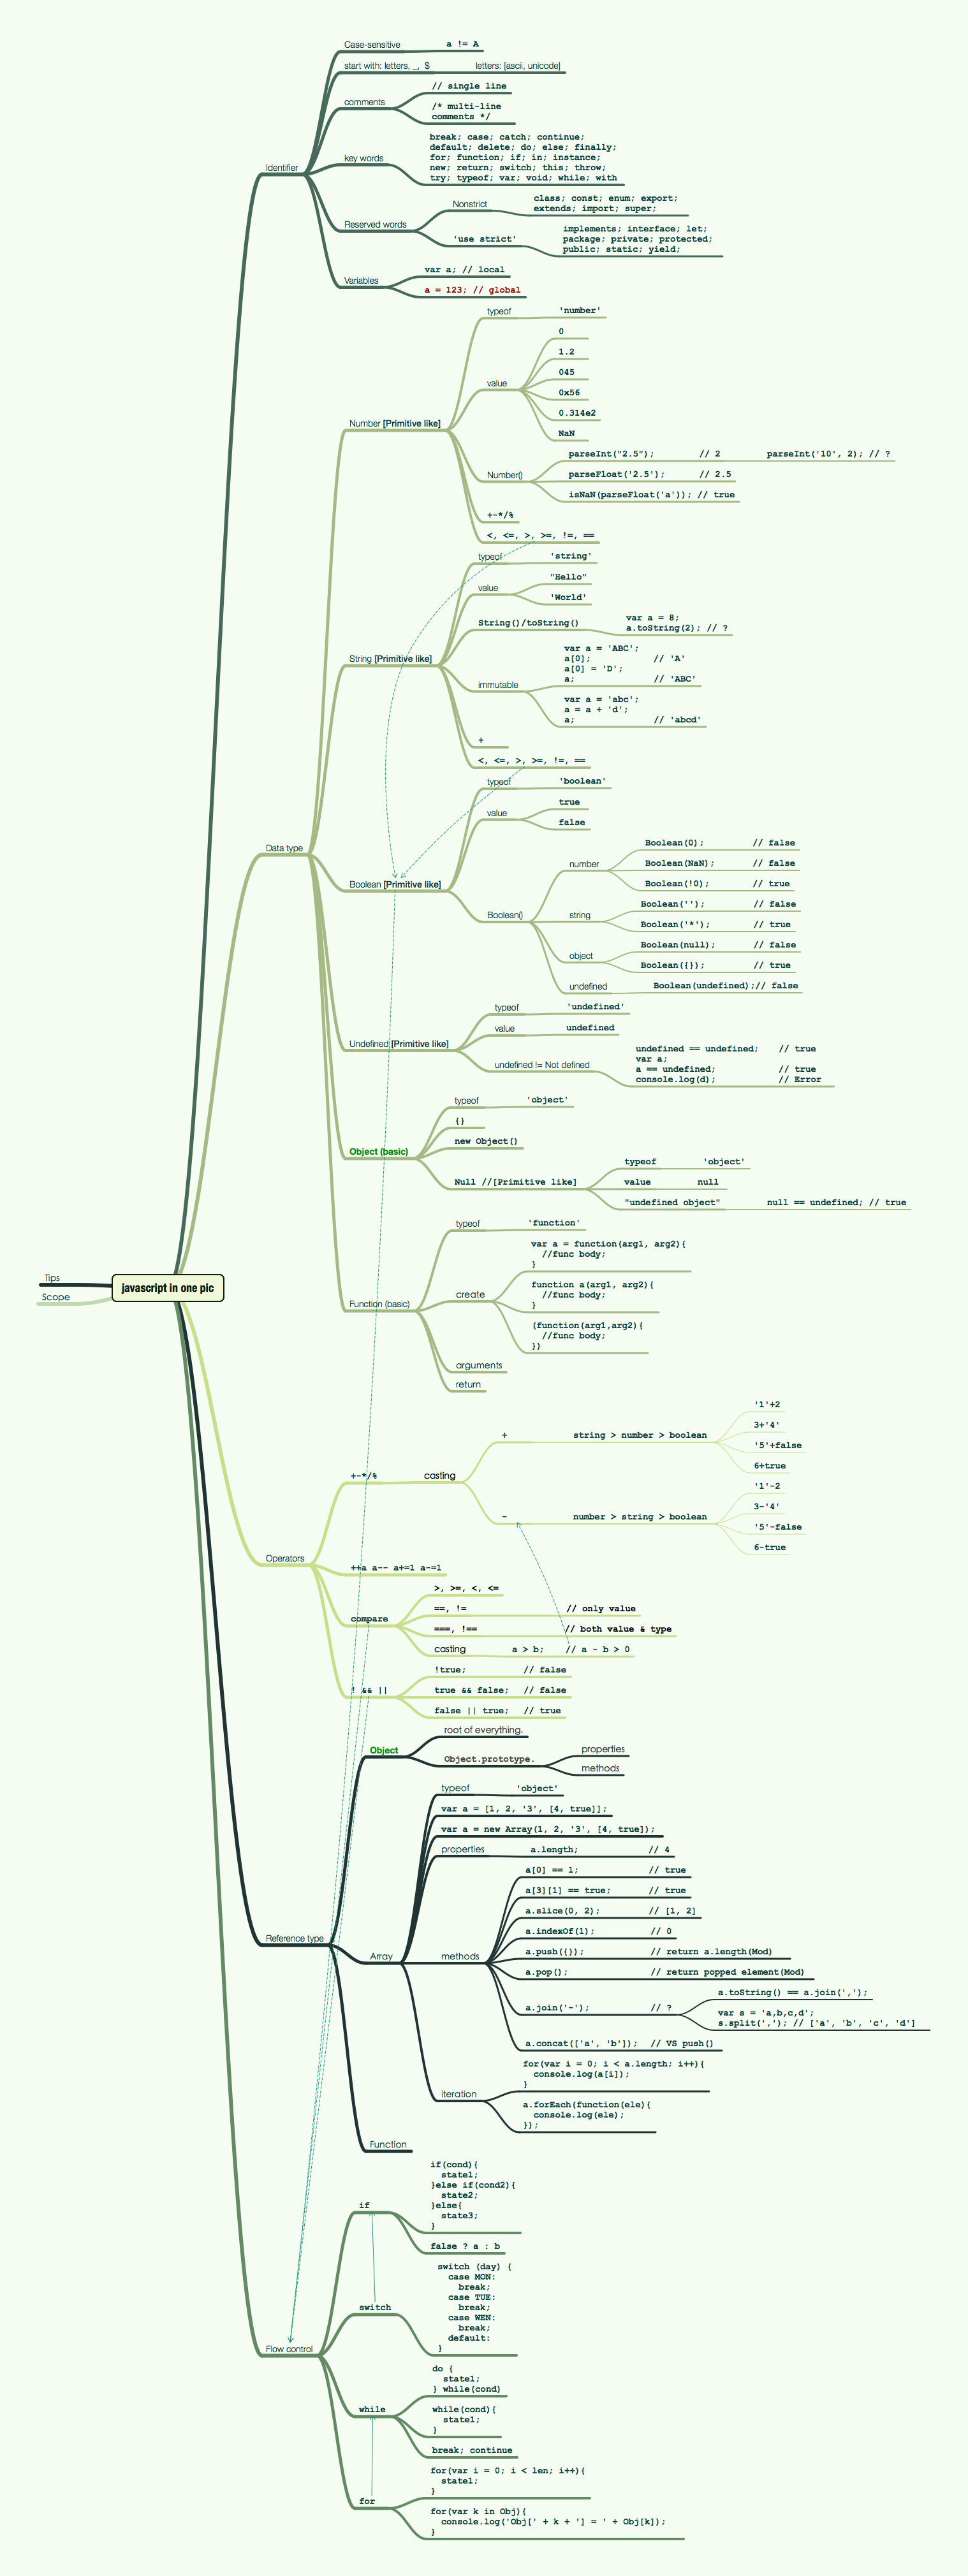 Case-sensitive a != A
start with: letters, _, $ letters: [ascii, unicode]
comments
// single line
/* multi-line
comments */
key words
break; case; catch; continue;
default; delete; do; else; finally;
for; function; if; in; instance;
new; return; switch; this; throw;
try; typeof; var; void; while; with
Identifier
Reserved words
Nonstrict
class; const; enum; export;
extends; import; super;
'use strict'
implements; interface; let;
package; private; protected;
public; static; yield;
Variables
var a; // local
a = 123; // global
Data type
Number [Primitive like]
typeof 'number'
value
0
1.2
045
0x56
0.314e2
NaN
Number()
parseInt("2.5"); // 2 parseInt('10', 2); // ?
parseFloat('2.5'); // 2.5
isNaN(parseFloat('a')); // true
+-*/%
<, <=, >, >=, !=, ==
String [Primitive like]
typeof 'string'
value
"Hello"
'World'
String()/toString()
var a = 8;
a.toString(2); // ?
immutable
var a = 'ABC';
a[0]; // 'A'
a[0] = 'D';
a; // 'ABC'
var a = 'abc';
a = a + 'd';
a; // 'abcd'
+
<, <=, >, >=, !=, ==
Boolean [Primitive like]
typeof 'boolean'
value
true
false
Boolean()
number
Boolean(0); // false
Boolean(NaN); // false
Boolean(!0); // true
string
Boolean(''); // false
Boolean('*'); // true
object
Boolean(null); // false
Boolean({}); // true
undefined Boolean(undefined);// false
Undefined [Primitive like]
typeof 'undefined'
value undefined
undefined != Not defined
undefined == undefined; // true
var a;
a == undefined; // true
console.log(d); // Error
Object (basic)
typeof 'object'
{}
new Object()
Null //[Primitive like]
typeof 'object'
value null
"undefined object" null == undefined; // true
Function (basic)
typeof 'function'
create
var a = function(arg1, arg2){
//func body;
}
function a(arg1, arg2){
//func body;
}
(function(arg1,arg2){
//func body;
})
arguments
return
Tips
Scope
javascript in one pic
Operators
+-*/% casting
+ string > number > boolean
'1'+2
3+'4'
'5'+false
6+true
- number > string > boolean
'1'-2
3-'4'
'5'-false
6-true
++a a-- a+=1 a-=1
compare
>, >=, <, <=
==, != // only value
===, !== // both value & type
casting a > b; // a - b > 0
! && ||
!true; // false
true && false; // false
false || true; // true
Reference type
Object
root of everything.
Object.prototype.
properties
methods
Array
typeof 'object'
var a = [1, 2, '3', [4, true]];
var a = new Array(1, 2, '3', [4, true]);
properties a.length; // 4
methods
a[0] == 1; // true
a[3][1] == true; // true
a.slice(0, 2); // [1, 2]
a.indexOf(1); // 0
a.push({}); // return a.length(Mod)
a.pop(); // return popped element(Mod)
a.join('-'); // ?
a.toString() == a.join(',');
var s = 'a,b,c,d';
s.split(','); // ['a', 'b', 'c', 'd']
a.concat(['a', 'b']); // VS push()
iteration
for(var i = 0; i < a.length; i++){
console.log(a[i]);
}
a.forEach(function(ele){
console.log(ele);
});
Function
Flow control
if
if(cond){
state1;
}else if(cond2){
state2;
}else{
state3;
}
false ? a : b
switch
switch (day) {
case MON:
break;
case TUE:
break;
case WEN:
break;
default:
}
while
do {
state1;
} while(cond)
while(cond){
state1;
}
break; continue
for
for(var i = 0; i < len; i++){
state1;
}
for(var k in Obj){
console.log('Obj[' + k + '] = ' + Obj[k]);
}